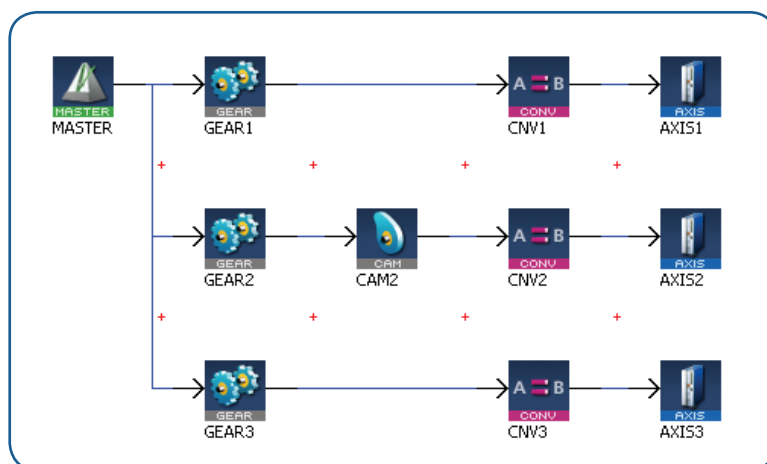 MASTER
MASTER
GEAR
GEAR1
A B
CONV
CNV1
AXIS
AXIS1
GEAR
GEAR2
CAM
CAM2
A B
CONV
CNV2
AXIS
AXIS2
GEAR
GEAR3
A B
CONV
CNV3
AXIS
AXIS3